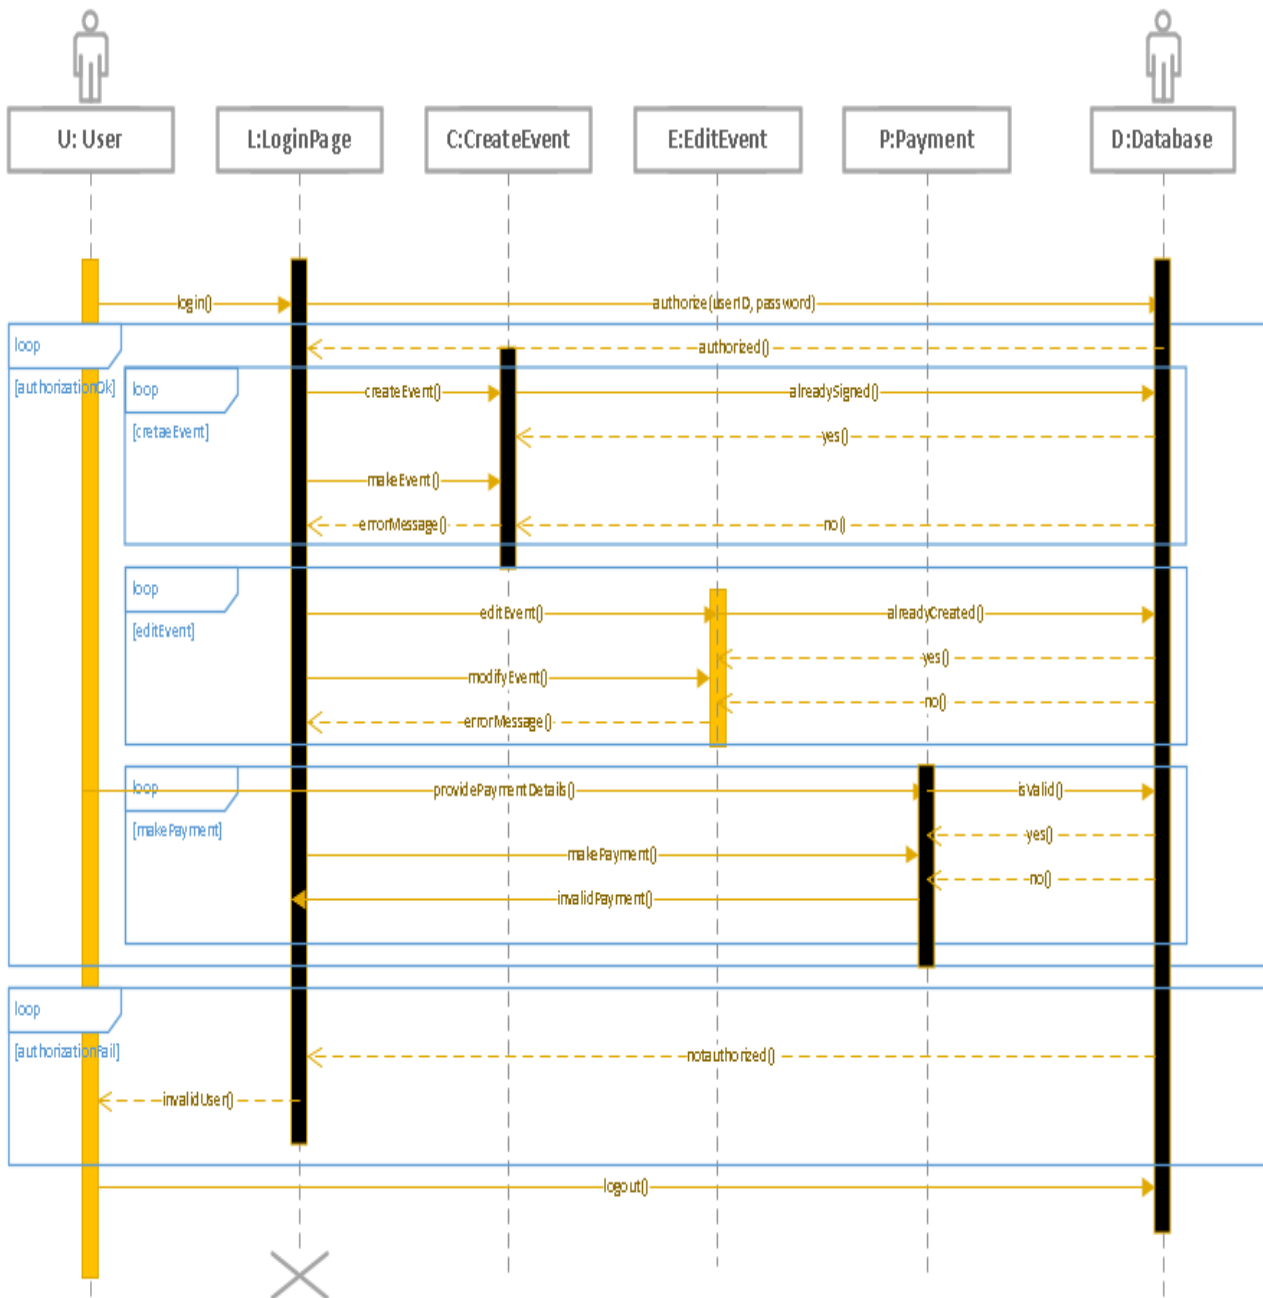 U: User
L:LoginPage
C:CreateEvent
E:EditEvent
P:Payment
D:Database
login()
authorize(userID, password)
loop
authorized()
[authorizationOk]
loop
createEvent()
alreadySigned()
[cretaeEvent]
yes()
makeEvent()
errorMessage()
no()
loop
editEvent()
alreadyCreated()
[editEvent]
yes()
modifyEvent()
no()
errorMessage()
loop
providePaymentDetails()
isValid()
[makePayment]
yes()
makePayment()
no()
invalidPayment()
loop
[authorizationFail]
notauthorized()
invalidUser()
logout()